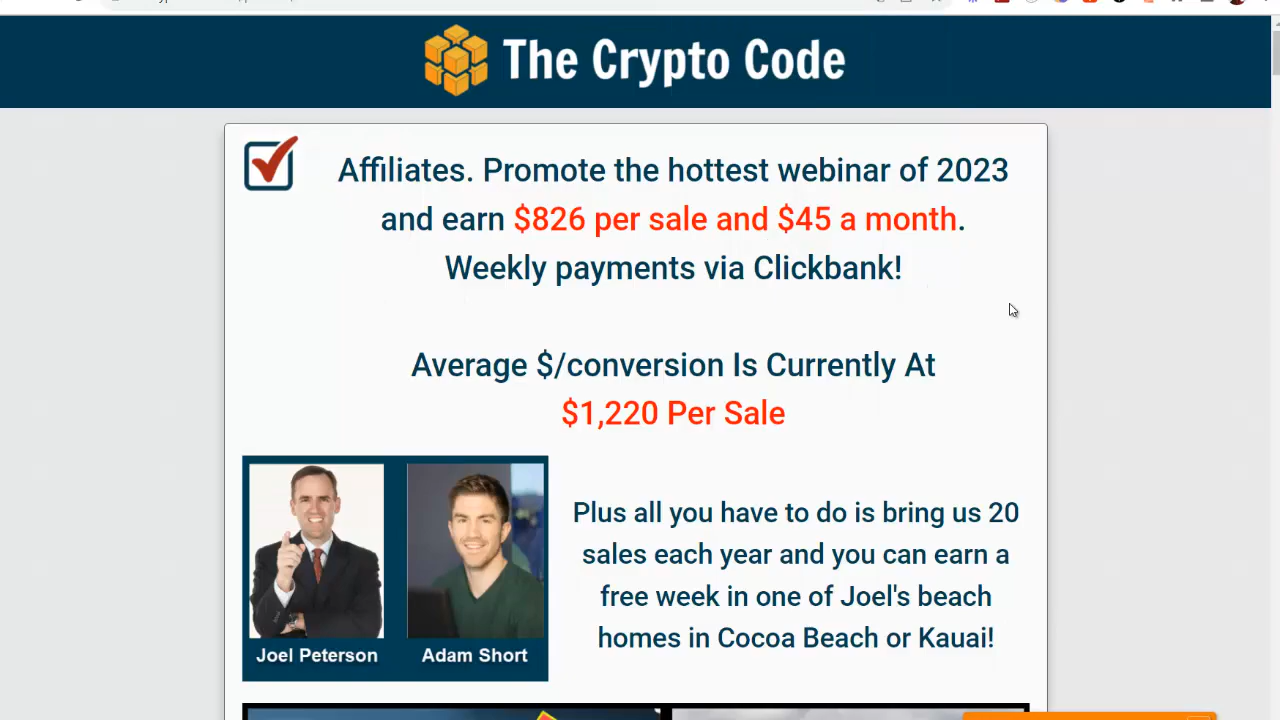 The Crypto Code
Affiliates. Promote the hottest webinar of 2023
and earn $826 per sale and $45 a month.
Weekly payments via Clickbank!
Average $/conversion Is Currently At
$1,220 Per Sale
Plus all you have to do is bring us 20
sales each year and you can earn a
free week in one of Joel's beach
homes in Cocoa Beach or Kauai!
Joel Peterson
Adam Short